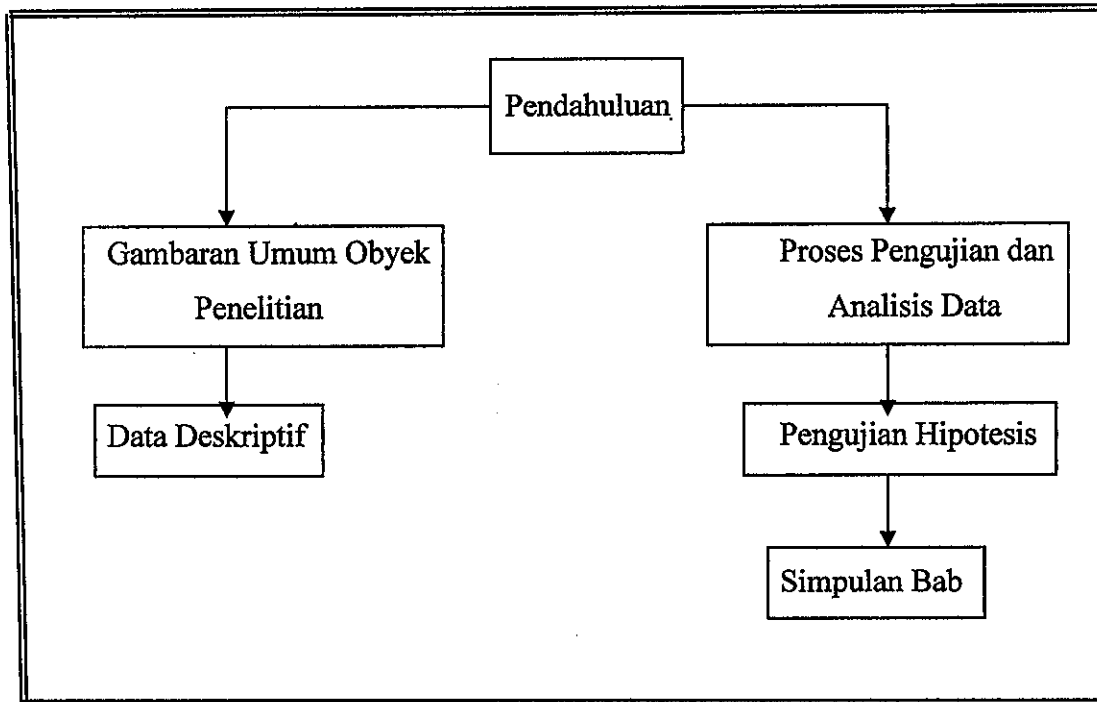 Pendahuluan
Gambaran Umum Obyek
Penelitian
Proses Pengujian dan
Analisis Data
Data Deskriptif
Pengujian Hipotesis
Simpulan Bab